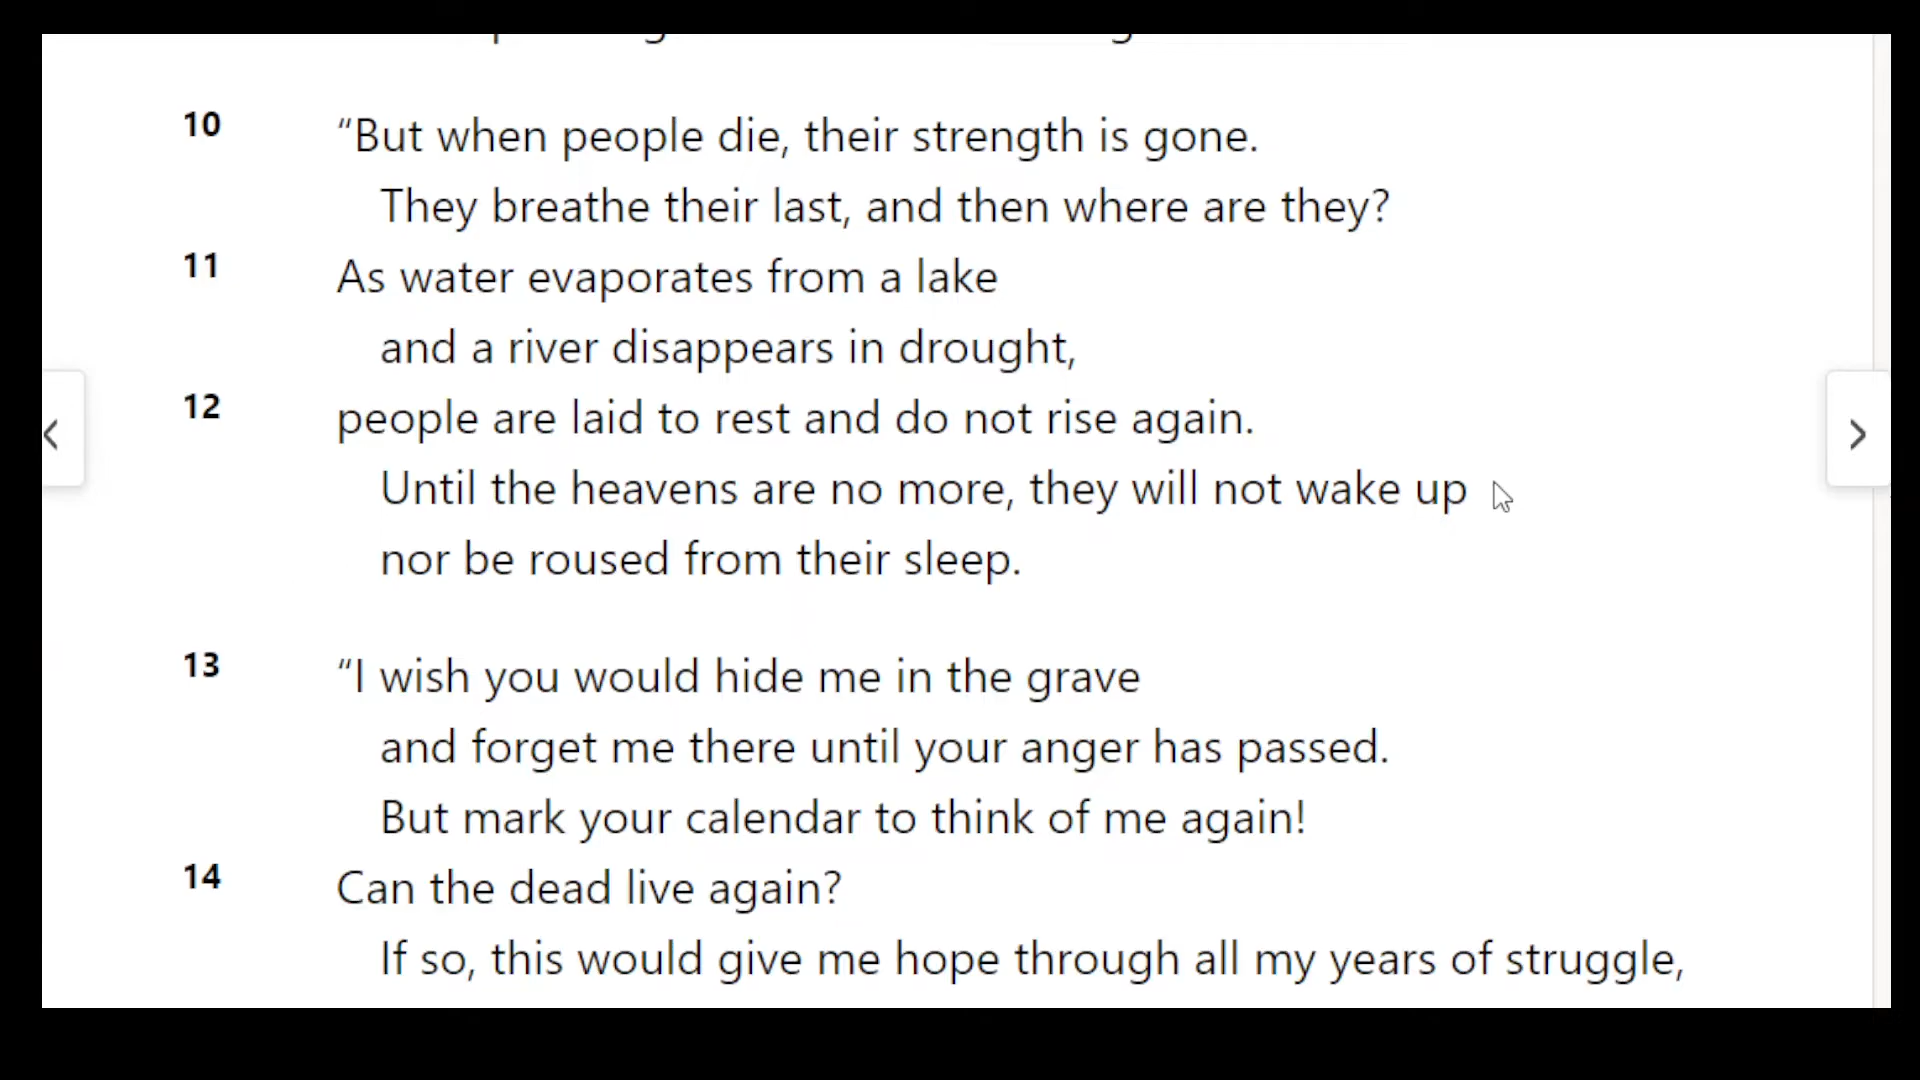 10 “But when people die, their strength is gone.
They breathe their last, and then where are they?
11 As water evaporates from a lake
and a river disappears in drought,
12 people are laid to rest and do not rise again.
Until the heavens are no more, they will not wake up
nor be roused from their sleep.
13 “I wish you would hide me in the grave
and forget me there until your anger has passed.
But mark your calendar to think of me again!
14 Can the dead live again?
If so, this would give me hope through all my years of struggle,